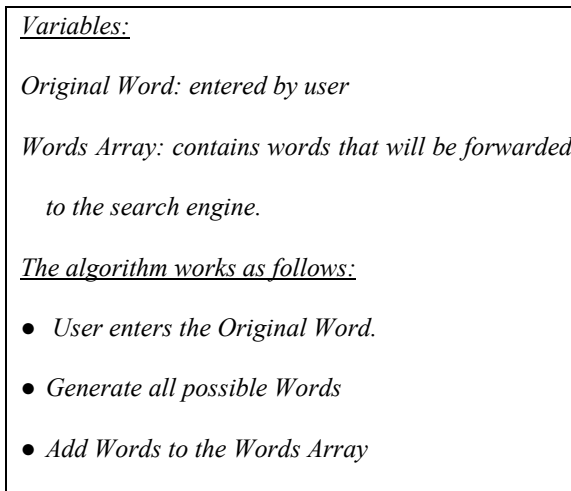 Variables:
Original Word: entered by user
Words Array: contains words that will be forwarded
to the search engine.
The algorithm works as follows:
● User enters the Original Word.
● Generate all possible Words
● Add Words to the Words Array